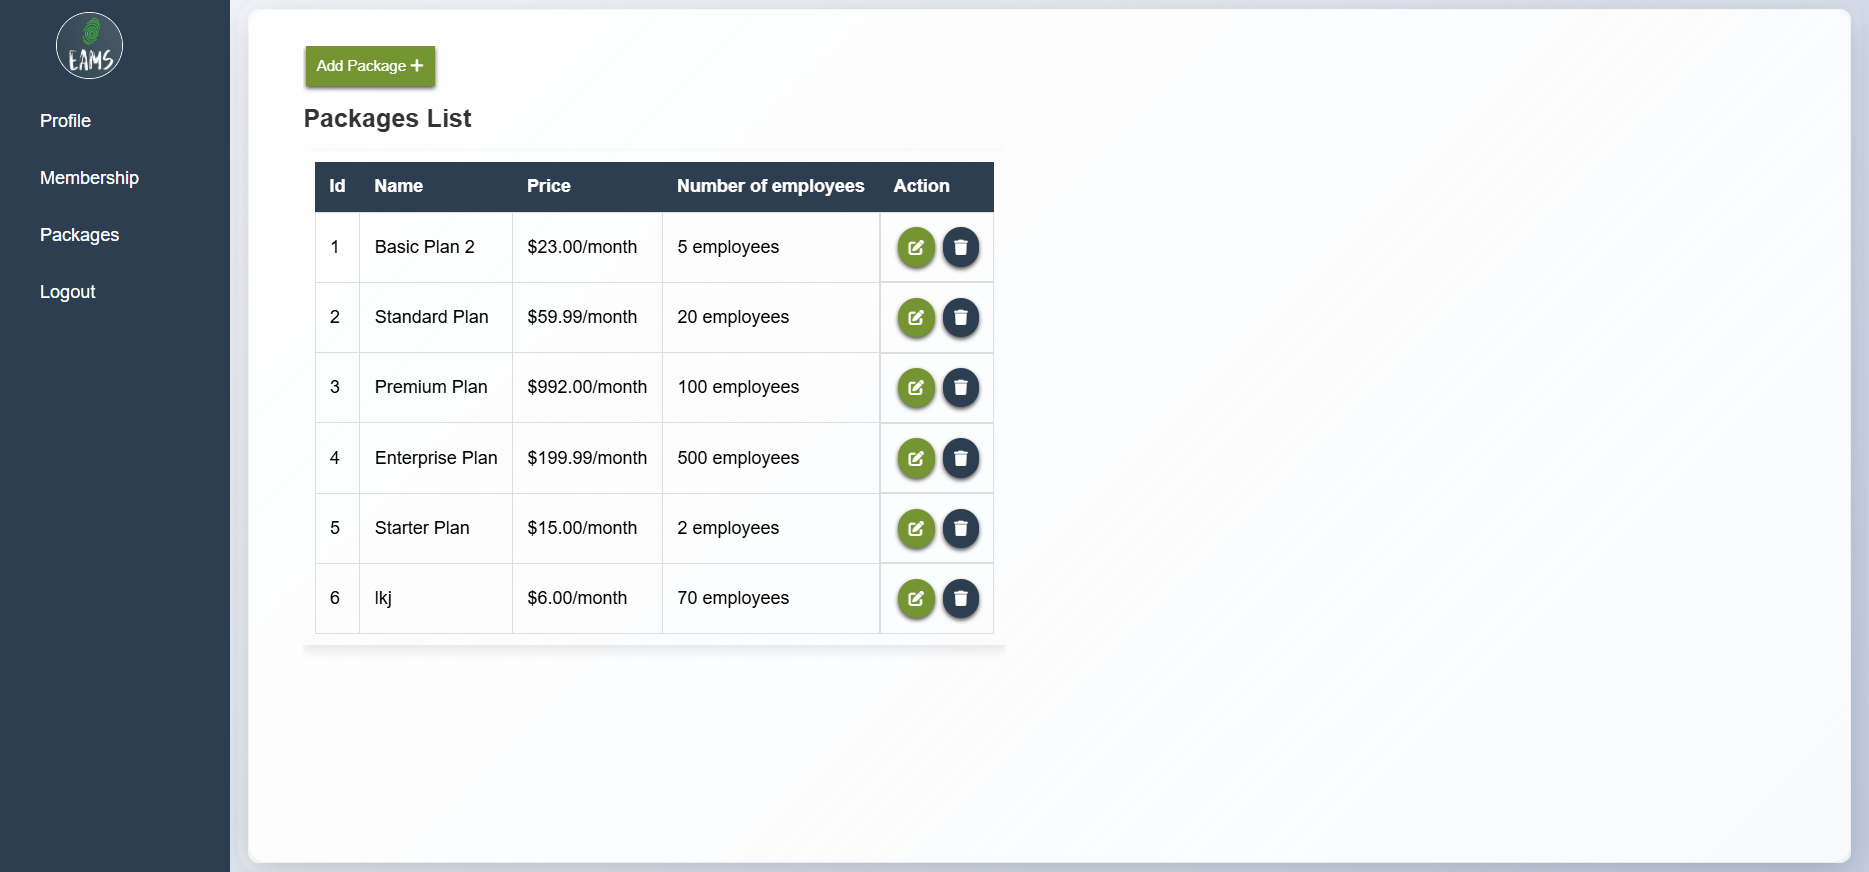 EAMS
Profile
Membership
Packages
Logout
Add Package +
Packages List
Id Name Price Number of employees Action
1 Basic Plan 2 $23.00/month 5 employees
2 Standard Plan $59.99/month 20 employees
3 Premium Plan $992.00/month 100 employees
4 Enterprise Plan $199.99/month 500 employees
5 Starter Plan $15.00/month 2 employees
6 lkj $6.00/month 70 employees